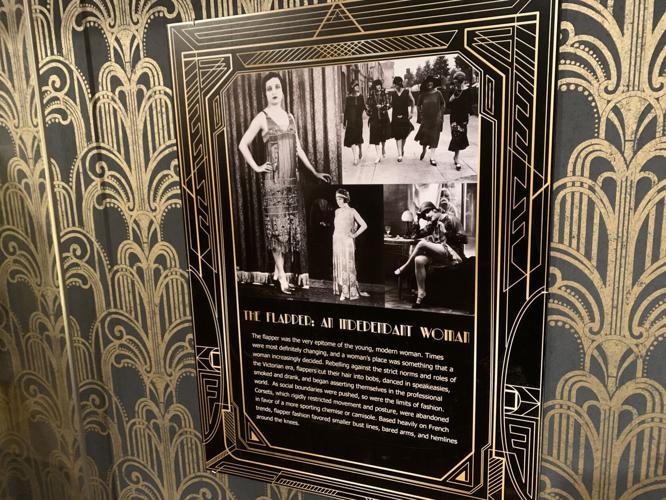 THE FLAPPER: AN INDEPENDANT WOMAN
The flapper was the very epitome of the young, modern woman. Times
were most definitely changing, and a woman's place was something that a
woman increasingly decided. Rebelling against the strict norms and roles of
the Victorian era, flappers cut their hair into bobs, danced in speakeasies,
smoked and drank, and began asserting themselves in the professional
world. As social boundaries were pushed, so were the limits of fashion.
Corsets, which rigidly restricted movement and posture, were abandoned
in favor of a more sporting chemise or camisole. Based heavily on French
trends, flapper fashion favored smaller bust lines, bared arms, and hemlines
around the knees.